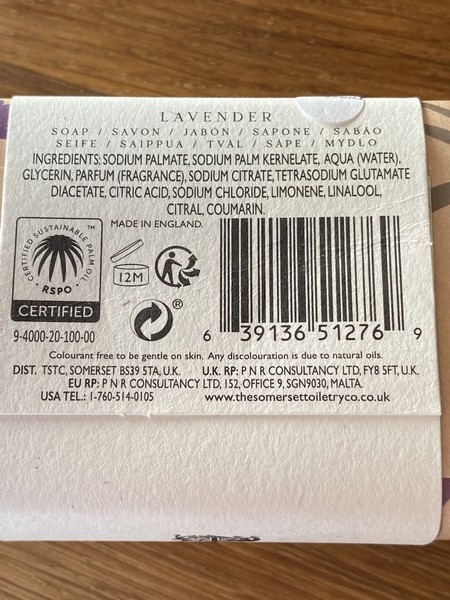 LAVENDER
SOAP / SAVON / JABÓN / SAPONE / SABÃO
SEIFE / SAIPPUA / TVÅL / SÆPE / MYDŁO
INGREDIENTS: SODIUM PALMATE, SODIUM PALM KERNELATE, AQUA (WATER),
GLYCERIN, PARFUM (FRAGRANCE), SODIUM CITRATE, TETRASODIUM GLUTAMATE
DIACETATE, CITRIC ACID, SODIUM CHLORIDE, LIMONENE, LINALOOL,
CITRAL, COUMARIN.
MADE IN ENGLAND.
CERTIFIED SUSTAINABLE PALM OIL ™
RSPO
CERTIFIED
9-4000-20-100-00
12M
®
6 39136 51276 9
Colourant free to be gentle on skin. Any discolouration is due to natural oils.
DIST. TSTC, SOMERSET BS39 5TA, U.K. U.K. RP: P N R CONSULTANCY LTD, FY8 5FT, U.K.
EU RP: P N R CONSULTANCY LTD, 152, OFFICE 9, SGN9030, MALTA.
USA TEL.: 1-760-514-0105 www.thesomersettoiletryco.co.uk